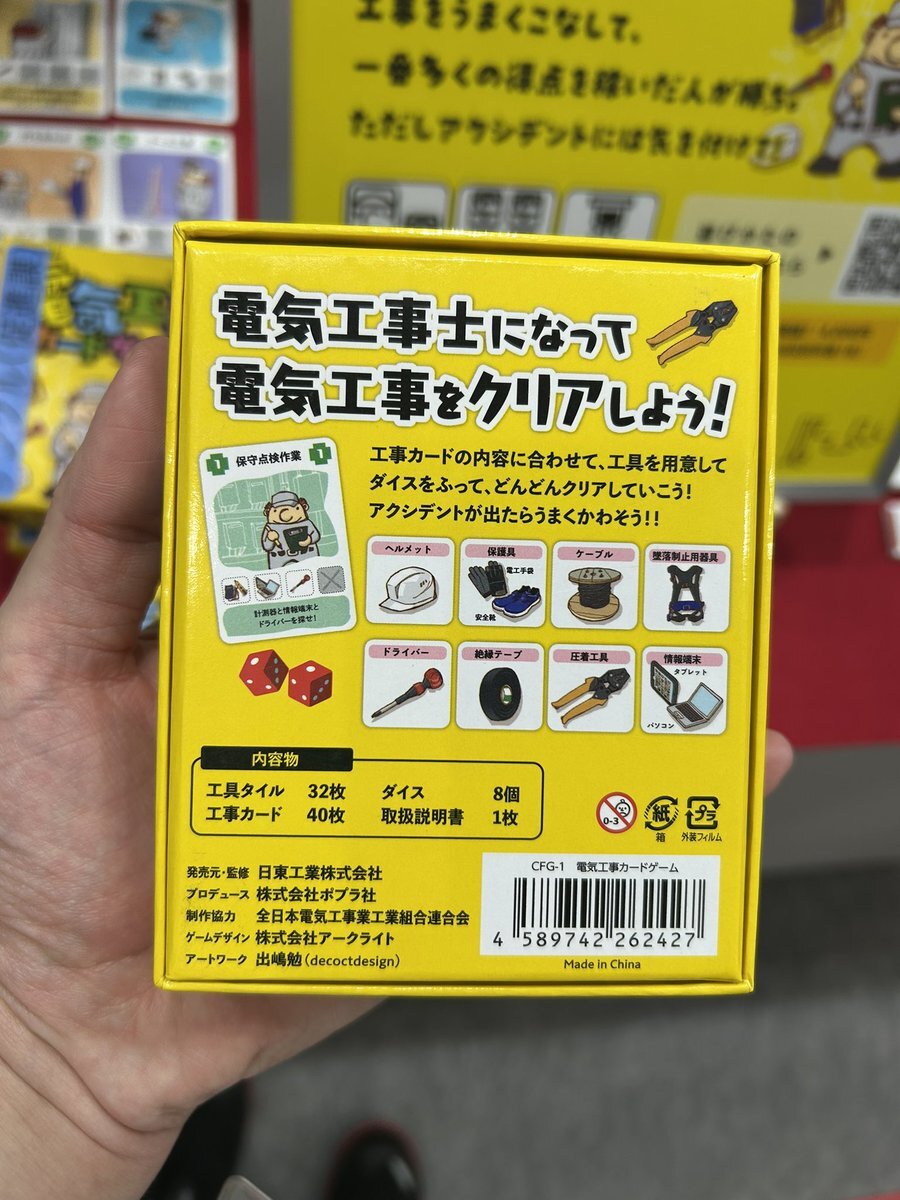 工事をうまくこなして、
一番多くの得点を稼いだ人が勝ち。
ただしアクシデントには気を付けて!
電気工事士になって
電気工事をクリアしよう!
工事カードの内容に合わせて、工具を用意して
ダイスをふって、どんどんクリアしていこう!
アクシデントが出たらうまくかわそう!!
1 保守点検作業 1
計測器と情報端末と
ドライバーを探せ!
ヘルメット
保護具
電工手袋
安全靴
ケーブル
墜落制止用器具
ドライバー
絶縁テープ
圧着工具
情報端末
タブレット
パソコン
内容物
工具タイル 32枚 ダイス 8個
工事カード 40枚 取扱説明書 1枚
0-3
紙
箱
プラ
外装フィルム
発売元・監修 日東工業株式会社
プロデュース 株式会社ポプラ社
制作協力 全日本電気工事業工業組合連合会
ゲームデザイン 株式会社アークライト
アートワーク 出嶋勉(decoctdesign)
CFG-1 電気工事カードゲーム
4 589742 262427
Made in China